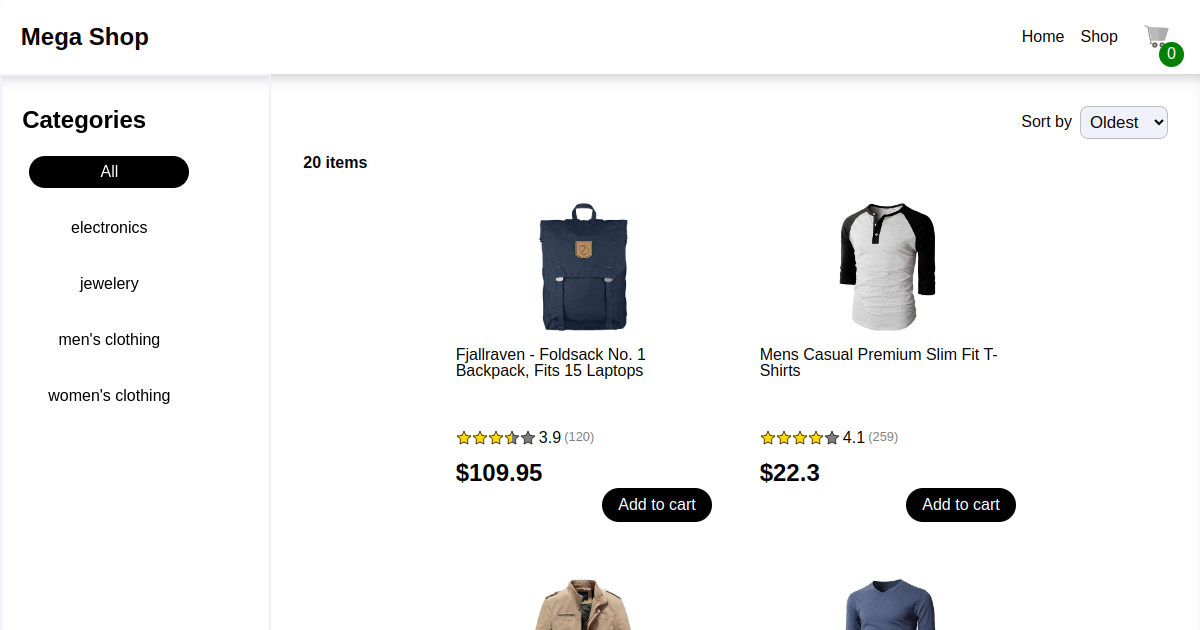 Mega Shop
Home
Shop
0
Categories
All
electronics
jewelery
men's clothing
women's clothing
Sort by
Oldest
20 items
Fjallraven - Foldsack No. 1
Backpack, Fits 15 Laptops
3.9 (120)
$109.95
Add to cart
Mens Casual Premium Slim Fit T-
Shirts
4.1 (259)
$22.3
Add to cart